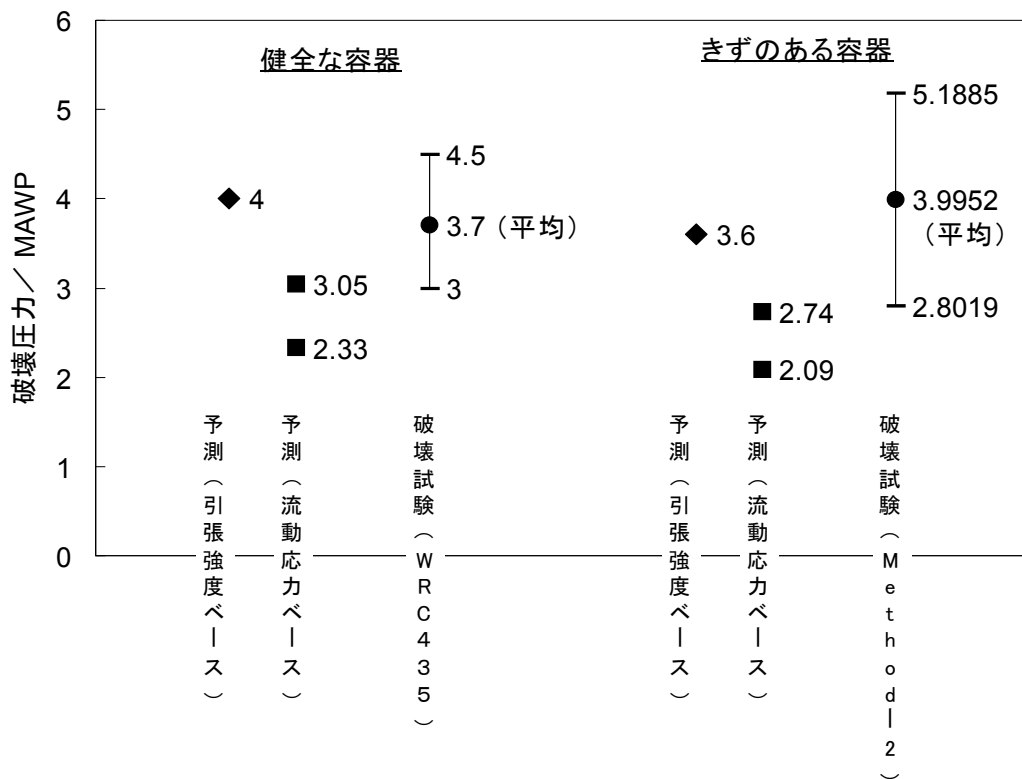 破壊圧力／ MAWP
6
5
4
3
2
1
0
健全な容器
4
3.05
2.33
4.5
3.7（平均）
3
予測（引張強度ベース）
予測（流動応力ベース）
破壊試験（ＷＲＣ４３５）
きずのある容器
3.6
2.74
2.09
5.1885
3.9952
（平均）
2.8019
予測（引張強度ベース）
予測（流動応力ベース）
破壊試験（Ｍｅｔｈｏｄ－２）